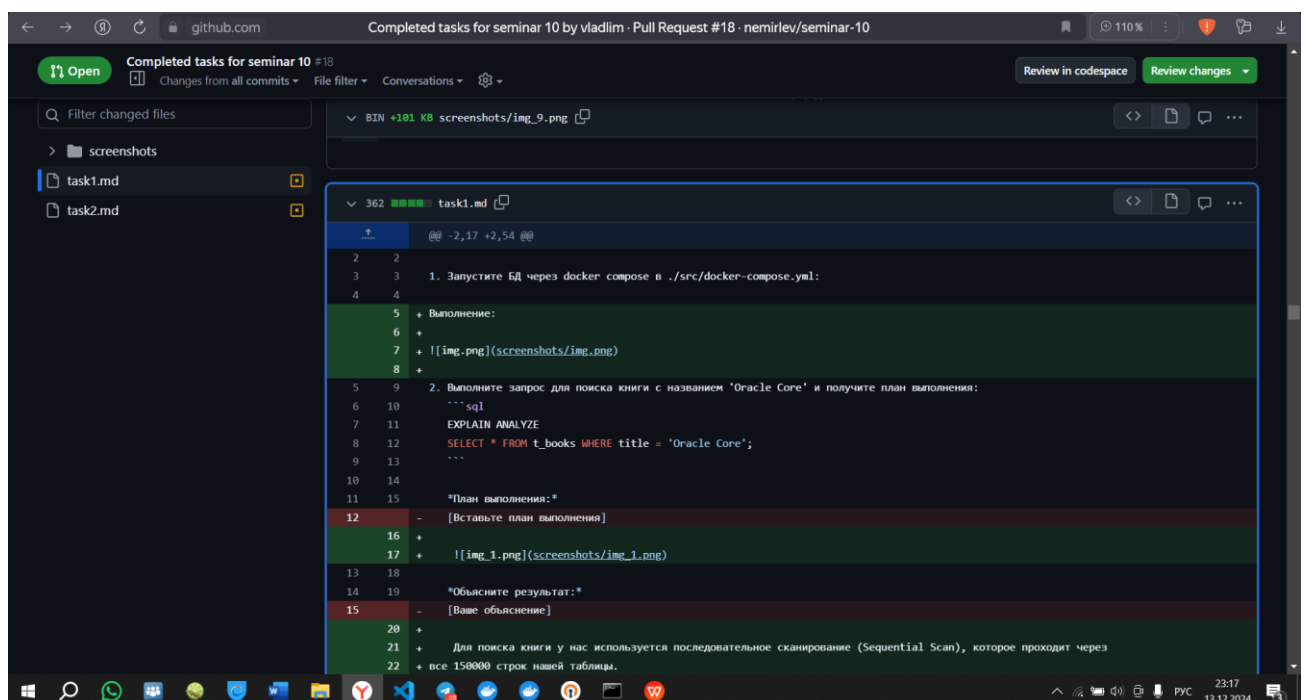 github.com
Completed tasks for seminar 10 by vladlim · Pull Request #18 · nemirlev/seminar-10
110 %
Open
Completed tasks for seminar 10 #18
Changes from all commits
File filter
Conversations
Review in codespace
Review changes
Filter changed files
screenshots
task1.md
task2.md
BIN +101 KB screenshots/img_9.png
362 task1.md
@@ -2,17 +2,54 @@
2 2
3 3 1. Запустите БД через docker compose в ./src/docker-compose.yml:
4 4
5 + Выполнение:
6 +
7 + ![img.png](screenshots/img.png)
8 +
5 9 2. Выполните запрос для поиска книги с названием 'Oracle Core' и получите план выполнения:
6 10 ```sql
7 11 EXPLAIN ANALYZE
8 12 SELECT * FROM t_books WHERE title = 'Oracle Core';
9 13 ```
10 14
11 15 *План выполнения:*
12 - [Вставьте план выполнения]
16 +
17 + ![img_1.png](screenshots/img_1.png)
13 18
14 19 *Объясните результат:*
15 - [Ваше объяснение]
20 +
21 + Для поиска книги у нас используется последовательное сканирование (Sequential Scan), которое проходит через
22 + все 150000 строк нашей таблицы.
РУС
23:17
13.12.2024